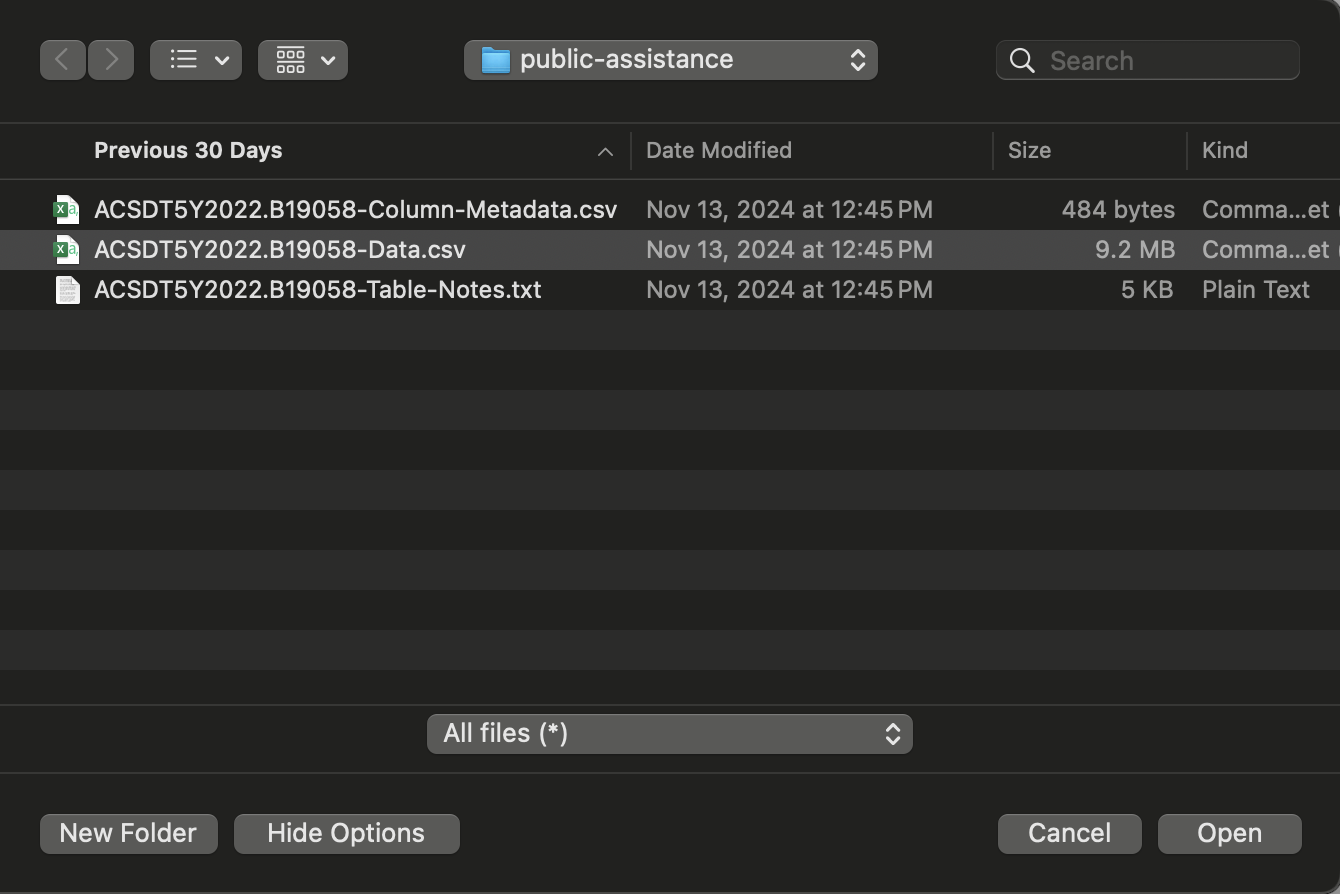 public-assistance
Search
Previous 30 Days Date Modified Size Kind
ACSDT5Y2022.B19058-Column-Metadata.csv Nov 13, 2024 at 12:45 PM 484 bytes Comma...et
ACSDT5Y2022.B19058-Data.csv Nov 13, 2024 at 12:45 PM 9.2 MB Comma...et
ACSDT5Y2022.B19058-Table-Notes.txt Nov 13, 2024 at 12:45 PM 5 KB Plain Text
All files (*)
New Folder Hide Options Cancel Open